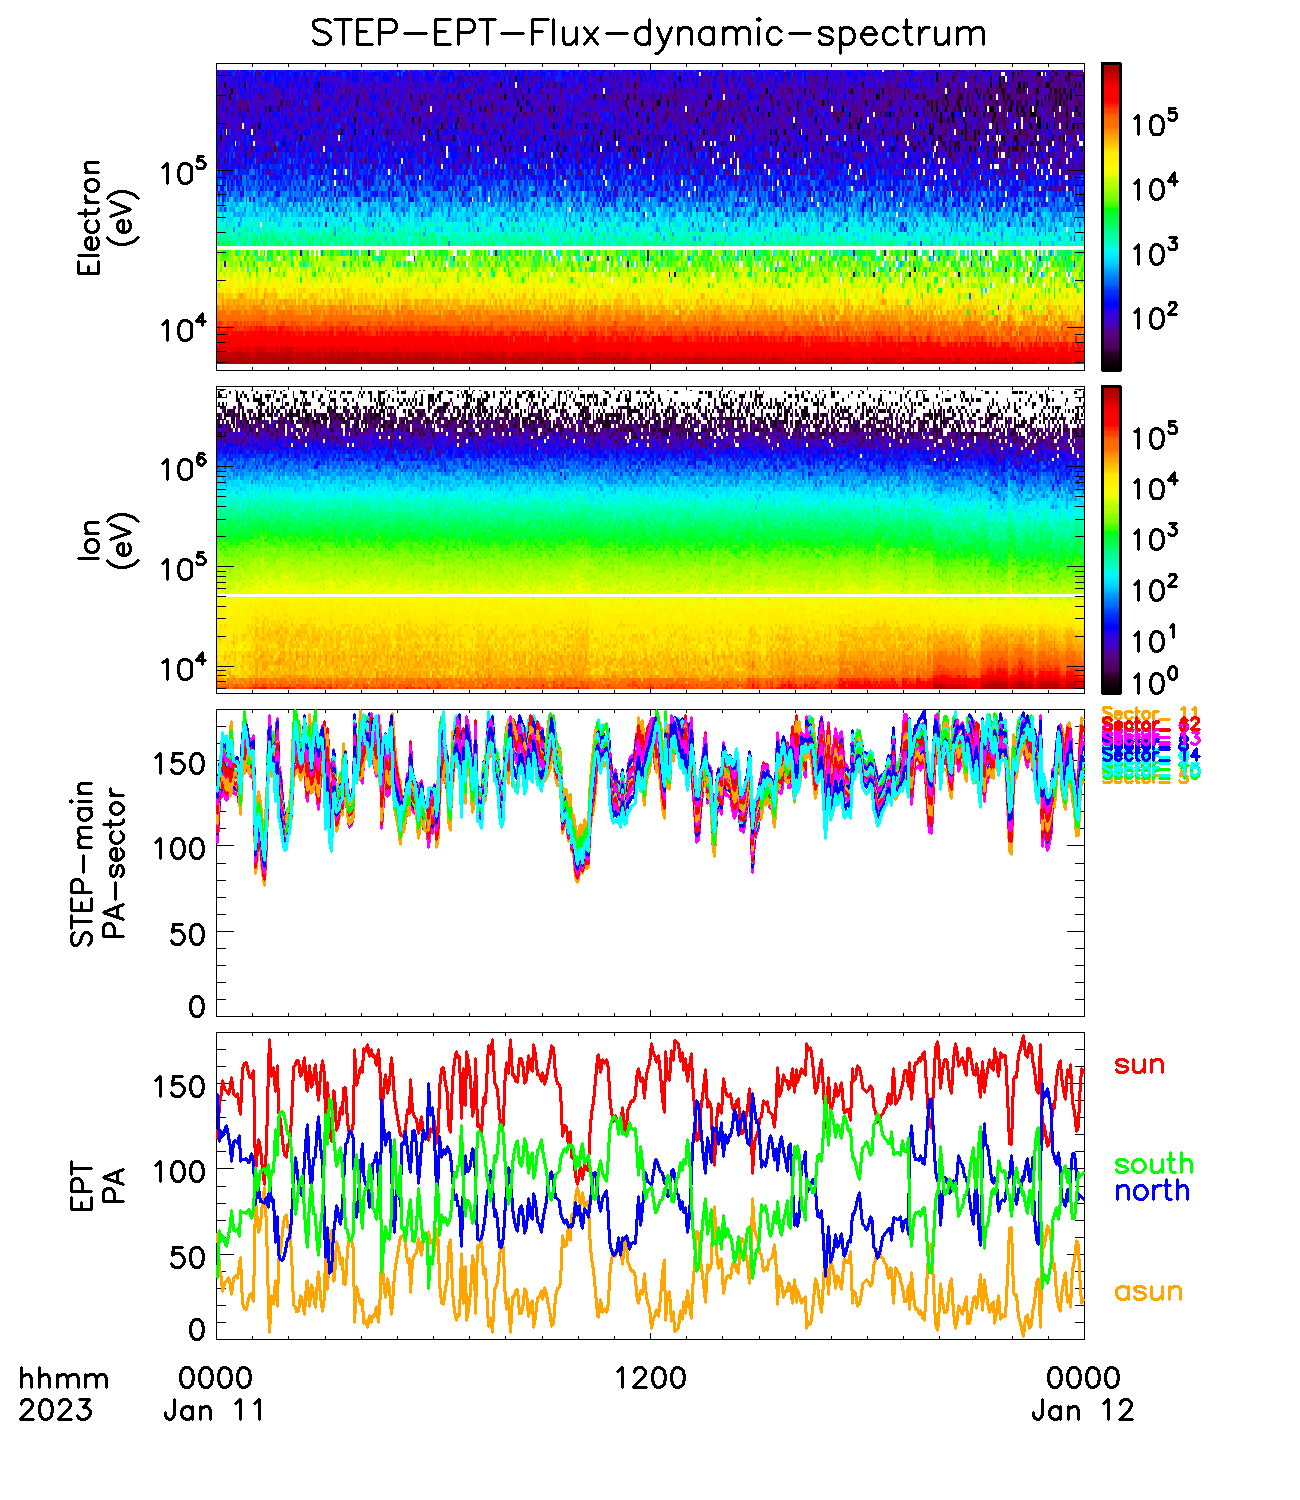 STEP-EPT-Flux-dynamic-spectrum
Electron
(eV)
10^5
10^4
10^5
10^4
10^3
10^2
Ion
(eV)
10^6
10^5
10^4
10^5
10^4
10^3
10^2
10^1
10^0
STEP-main
PA-sector
150
100
50
0
Sector_ 11
EPT
PA
150
100
50
0
sun
south
north
asun
hhmm
2023
0000
Jan 11
1200
0000
Jan 12